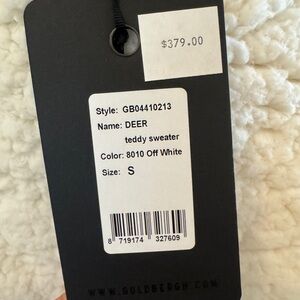 $379.00
Style: GB04410213
Name: DEER
teddy sweater
Color: 8010 Off White
Size: S
8 719174 327609
WWW.GOLDBERGH.COM